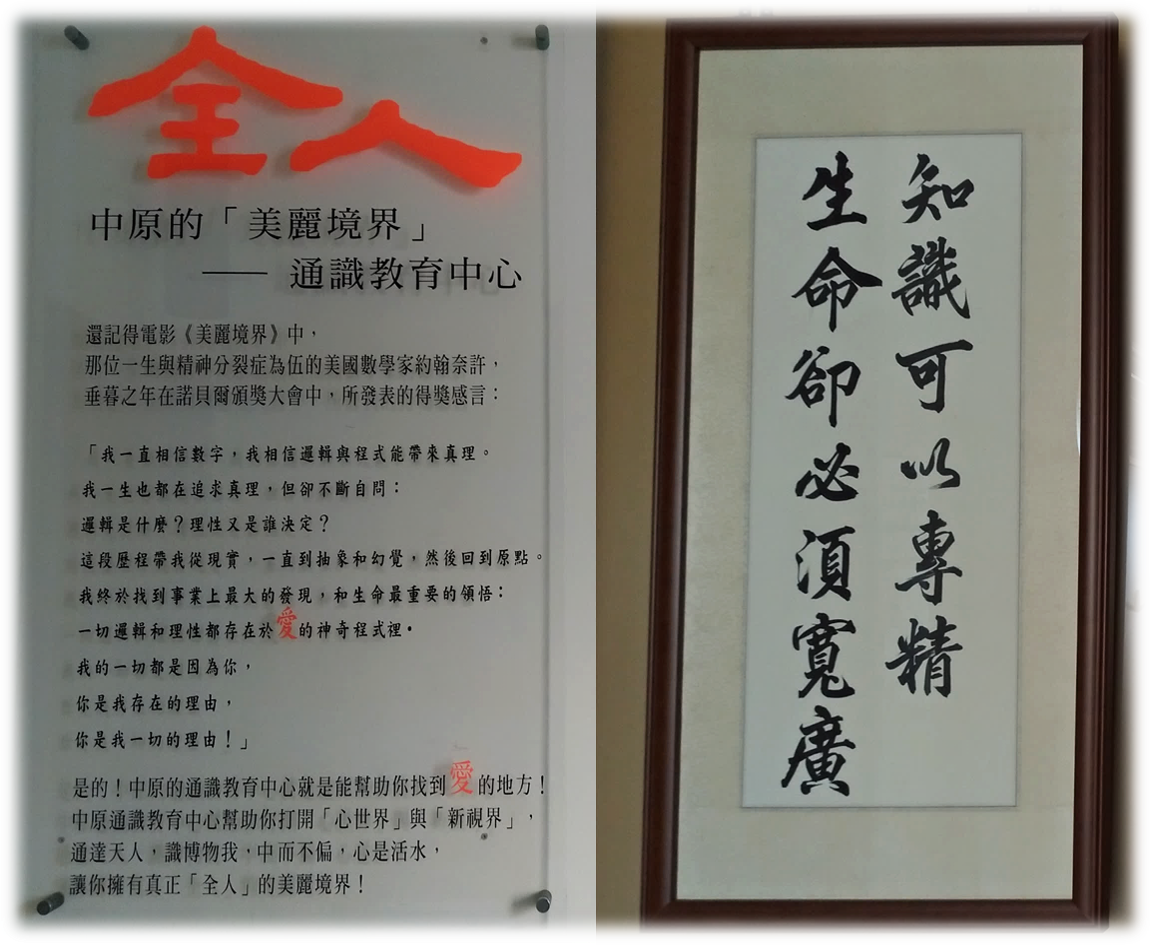 全人
中原的「美麗境界」
—— 通識教育中心
還記得電影《美麗境界》中，
那位一生與精神分裂症為伍的美國數學家約翰奈許，
垂暮之年在諾貝爾頒獎大會中，所發表的得獎感言：
「我一直相信數字，我相信邏輯與程式能帶來真理。
我一生也都在追求真理，但卻不斷自問：
邏輯是什麼？理性又是誰決定？
這段歷程帶我從現實，一直到抽象和幻覺，然後回到原點。
我終於找到事業上最大的發現，和生命最重要的領悟：
一切邏輯和理性都存在於愛的神奇程式裡·
我的一切都是因為你，
你是我存在的理由，
你是我一切的理由！」
是的！中原的通識教育中心就是能幫助你找到愛的地方！
中原通識教育中心幫助你打開「心世界」與「新視界」，
通達天人，識博物我，中而不偏，心是活水，
讓你擁有真正「全人」的美麗境界！
知識可以專精
生命卻必須寬廣